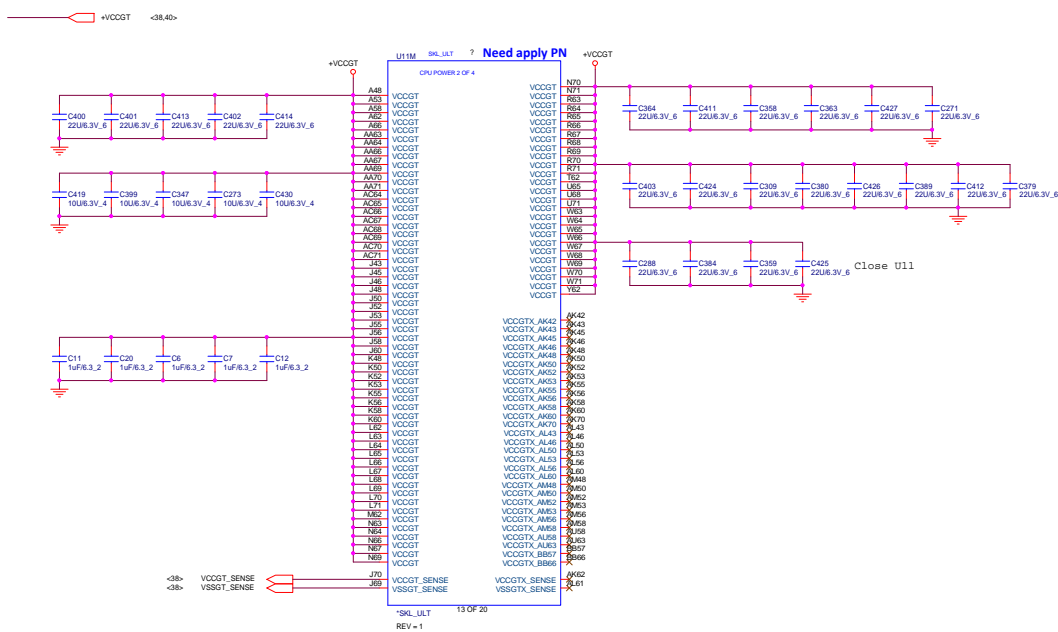 +VCCGT <38,40>
U11M SKL_ULT ? Need apply PN
CPU POWER 2 OF 4
+VCCGT
+VCCGT
A48 VCCGT
A53 VCCGT
A58 VCCGT
A62 VCCGT
A66 VCCGT
AA63 VCCGT
AA64 VCCGT
AA66 VCCGT
AA67 VCCGT
AA69 VCCGT
AA70 VCCGT
AA71 VCCGT
AC64 VCCGT
AC65 VCCGT
AC66 VCCGT
AC67 VCCGT
AC68 VCCGT
AC69 VCCGT
AC70 VCCGT
AC71 VCCGT
J43 VCCGT
J45 VCCGT
J46 VCCGT
J48 VCCGT
J50 VCCGT
J52 VCCGT
J53 VCCGT
J55 VCCGT
J56 VCCGT
J58 VCCGT
J60 VCCGT
K48 VCCGT
K50 VCCGT
K52 VCCGT
K53 VCCGT
K55 VCCGT
K56 VCCGT
K58 VCCGT
K60 VCCGT
L62 VCCGT
L63 VCCGT
L64 VCCGT
L65 VCCGT
L66 VCCGT
L67 VCCGT
L68 VCCGT
L69 VCCGT
L70 VCCGT
L71 VCCGT
M62 VCCGT
N63 VCCGT
N64 VCCGT
N66 VCCGT
N67 VCCGT
N69 VCCGT
<38> VCCGT_SENSE J70 VCCGT_SENSE
<38> VSSGT_SENSE J69 VSSGT_SENSE
VCCGT N70
VCCGT N71
VCCGT R63
VCCGT R64
VCCGT R65
VCCGT R66
VCCGT R67
VCCGT R68
VCCGT R69
VCCGT R70
VCCGT R71
VCCGT T62
VCCGT U65
VCCGT U68
VCCGT U71
VCCGT W63
VCCGT W64
VCCGT W65
VCCGT W66
VCCGT W67
VCCGT W68
VCCGT W69
VCCGT W70
VCCGT W71
VCCGT Y62
VCCGTX_AK42 AK42
VCCGTX_AK43 AK43
VCCGTX_AK45 AK45
VCCGTX_AK46 AK46
VCCGTX_AK48 AK48
VCCGTX_AK50 AK50
VCCGTX_AK52 AK52
VCCGTX_AK53 AK53
VCCGTX_AK55 AK55
VCCGTX_AK56 AK56
VCCGTX_AK58 AK58
VCCGTX_AK60 AK60
VCCGTX_AK70 AK70
VCCGTX_AL43 AL43
VCCGTX_AL46 AL46
VCCGTX_AL50 AL50
VCCGTX_AL53 AL53
VCCGTX_AL56 AL56
VCCGTX_AL60 AL60
VCCGTX_AM48 AM48
VCCGTX_AM50 AM50
VCCGTX_AM52 AM52
VCCGTX_AM53 AM53
VCCGTX_AM56 AM56
VCCGTX_AM58 AM58
VCCGTX_AU58 AU58
VCCGTX_AU63 AU63
VCCGTX_BB57 BB57
VCCGTX_BB66 BB66
VCCGTX_SENSE AK62
VSSGTX_SENSE AL61
C400 C401 C413 C402 C414
22U/6.3V_6 22U/6.3V_6 22U/6.3V_6 22U/6.3V_6 22U/6.3V_6
C419 C399 C347 C273 C430
10U/6.3V_4 10U/6.3V_4 10U/6.3V_4 10U/6.3V_4 10U/6.3V_4
C11 C20 C6 C7 C12
1uF/6.3_2 1uF/6.3_2 1uF/6.3_2 1uF/6.3_2 1uF/6.3_2
C364 C411 C358 C363 C427 C271
22U/6.3V_6 22U/6.3V_6 22U/6.3V_6 22U/6.3V_6 22U/6.3V_6 22U/6.3V_6
C403 C424 C309 C380 C426 C389 C412 C379
22U/6.3V_6 22U/6.3V_6 22U/6.3V_6 22U/6.3V_6 22U/6.3V_6 22U/6.3V_6 22U/6.3V_6 22U/6.3V_6
C288 C384 C359 C425
22U/6.3V_6 22U/6.3V_6 22U/6.3V_6 22U/6.3V_6
Close U11
*SKL_ULT 13 OF 20
REV = 1